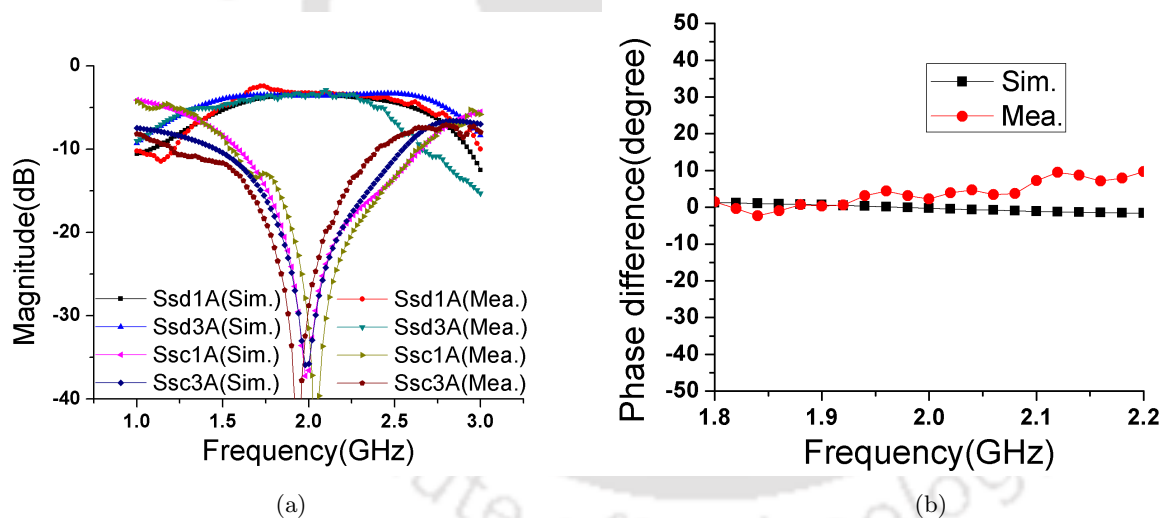 0
-10
-20
-30
-40
Magnitude(dB)
Ssd1A(Sim.) Ssd1A(Mea.)
Ssd3A(Sim.) Ssd3A(Mea.)
Ssc1A(Sim.) Ssc1A(Mea.)
Ssc3A(Sim.) Ssc3A(Mea.)
1.0 1.5 2.0 2.5 3.0
Frequency(GHz)
(a)
50
40
30
20
10
0
-10
-20
-30
-40
-50
Phase difference(degree)
Sim.
Mea.
1.8 1.9 2.0 2.1 2.2
Frequency(GHz)
(b)